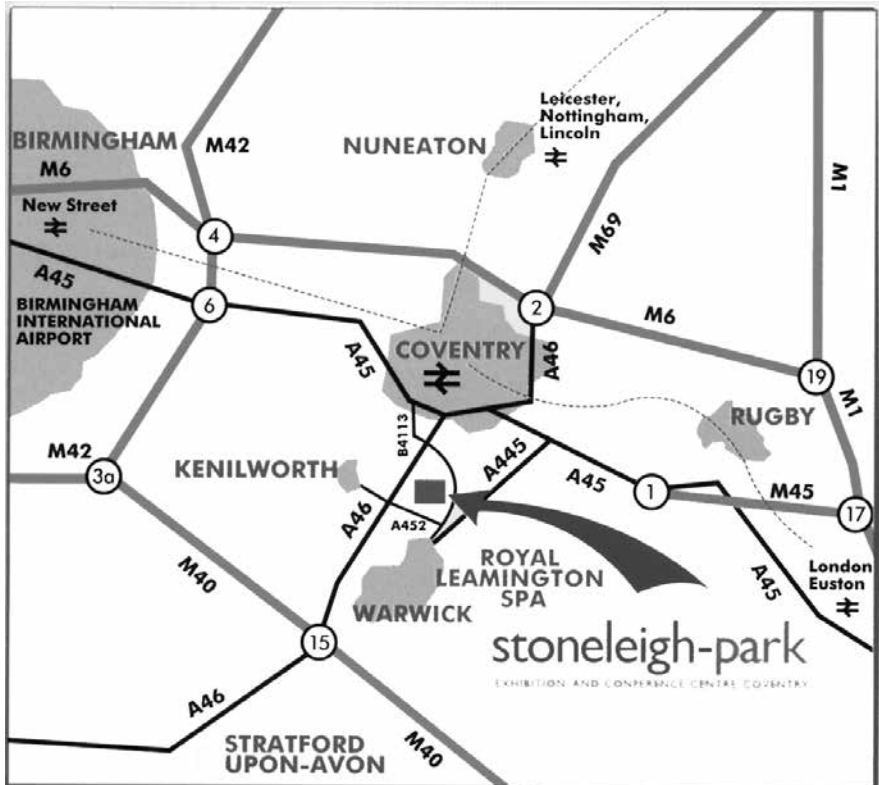 Leicester,
Nottingham,
Lincoln
BIRMINGHAM
M42
NUNEATON
M6
M1
New Street
4
M69
A45
6
2
M6
BIRMINGHAM
INTERNATIONAL
AIRPORT
A45
COVENTRY
A46
19
M1
RUGBY
B4113
M42
3a
KENILWORTH
A445
A45
1
M45
17
A46
A452
M40
ROYAL
LEAMINGTON
SPA
WARWICK
A45
London
Euston
15
stoneleigh-park
EXHIBITION AND CONFERENCE CENTRE, COVENTRY
A46
STRATFORD
UPON-AVON
M40